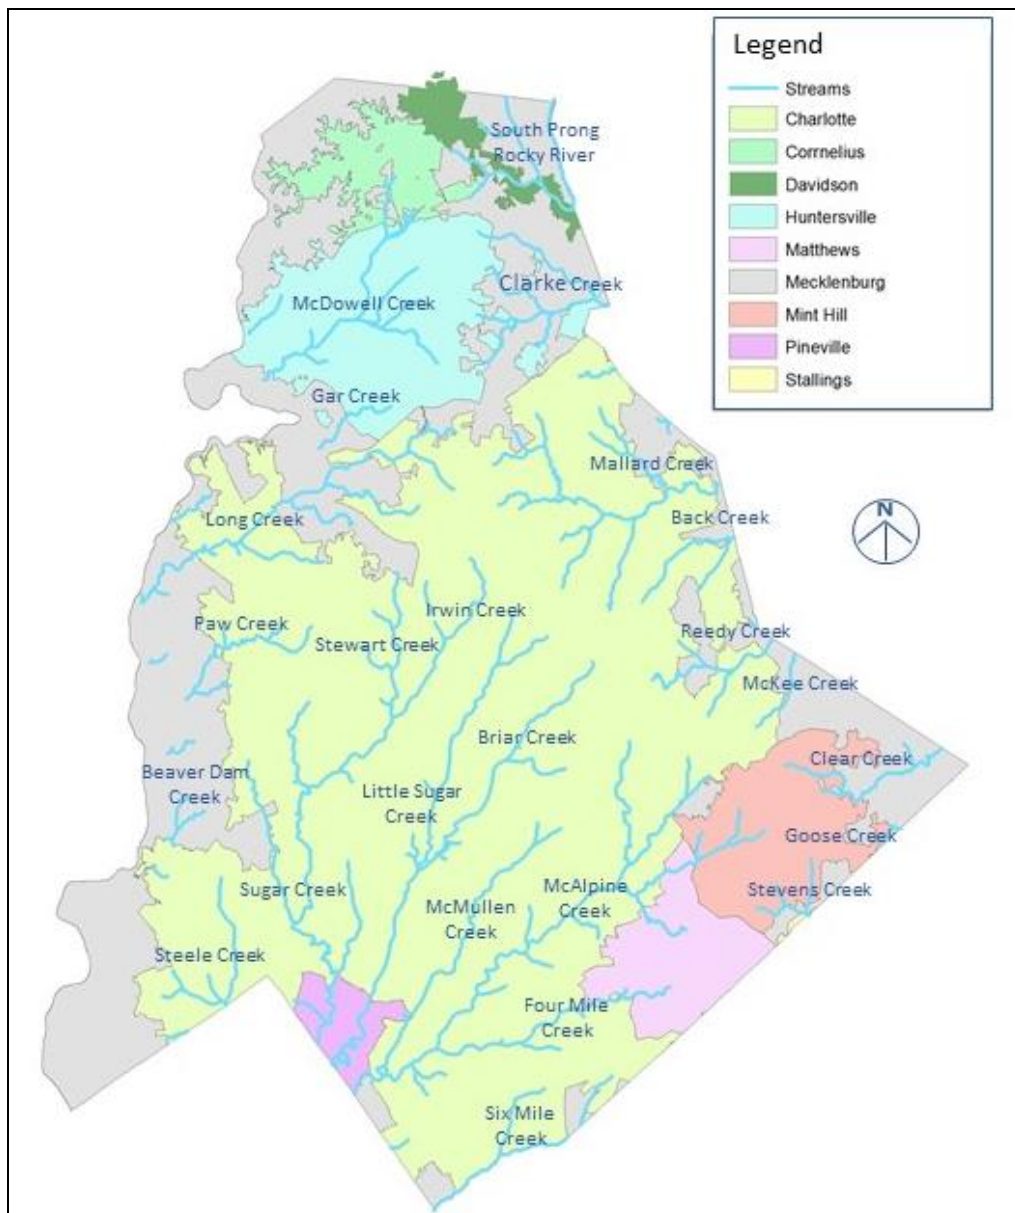 Legend
Streams
Charlotte
Corrnelius
Davidson
Huntersville
Matthews
Mecklenburg
Mint Hill
Pineville
Stallings
N
South Prong
Rocky River
Clarke Creek
McDowell Creek
Gar Creek
Mallard Creek
Long Creek
Back Creek
Irwin Creek
Paw Creek
Stewart Creek
Reedy Creek
McKee Creek
Briar Creek
Clear Creek
Beaver Dam
Creek
Little Sugar
Creek
Goose Creek
Sugar Creek
McAlpine
Creek
Stevens Creek
McMullen
Creek
Steele Creek
Four Mile
Creek
Six Mile
Creek